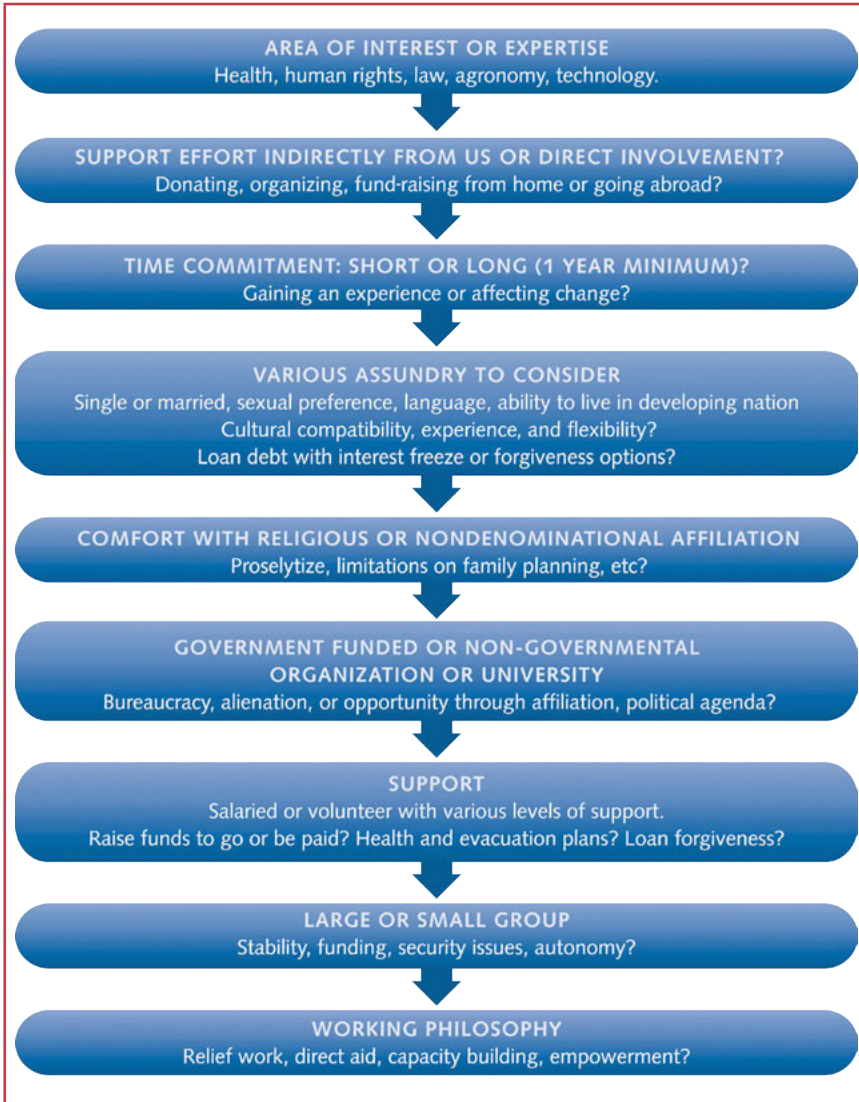 AREA OF INTEREST OR EXPERTISE
Health, human rights, law, agronomy, technology.
SUPPORT EFFORT INDIRECTLY FROM US OR DIRECT INVOLVEMENT?
Donating, organizing, fund-raising from home or going abroad?
TIME COMMITMENT: SHORT OR LONG (1 YEAR MINIMUM)?
Gaining an experience or affecting change?
VARIOUS ASSUNDRY TO CONSIDER
Single or married, sexual preference, language, ability to live in developing nation
Cultural compatibility, experience, and flexibility?
Loan debt with interest freeze or forgiveness options?
COMFORT WITH RELIGIOUS OR NONDENOMINATIONAL AFFILIATION
Proselytize, limitations on family planning, etc?
GOVERNMENT FUNDED OR NON-GOVERNMENTAL
ORGANIZATION OR UNIVERSITY
Bureaucracy, alienation, or opportunity through affiliation, political agenda?
SUPPORT
Salaried or volunteer with various levels of support.
Raise funds to go or be paid? Health and evacuation plans? Loan forgiveness?
LARGE OR SMALL GROUP
Stability, funding, security issues, autonomy?
WORKING PHILOSOPHY
Relief work, direct aid, capacity building, empowerment?